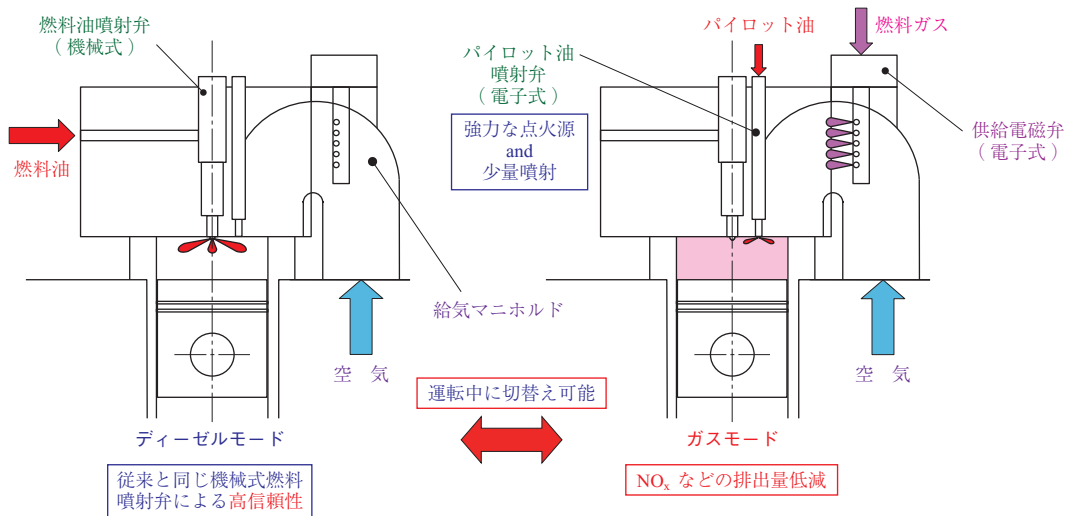 燃料油噴射弁
( 機械式 )
燃料油
給気マニホルド
空 気
ディーゼルモード
従来と同じ機械式燃料
噴射弁による高信頼性
運転中に切替え可能
パイロット油
燃料ガス
パイロット油
噴射弁
( 電子式 )
強力な点火源
and
少量噴射
供給電磁弁
( 電子式 )
空 気
ガスモード
NOx などの排出量低減